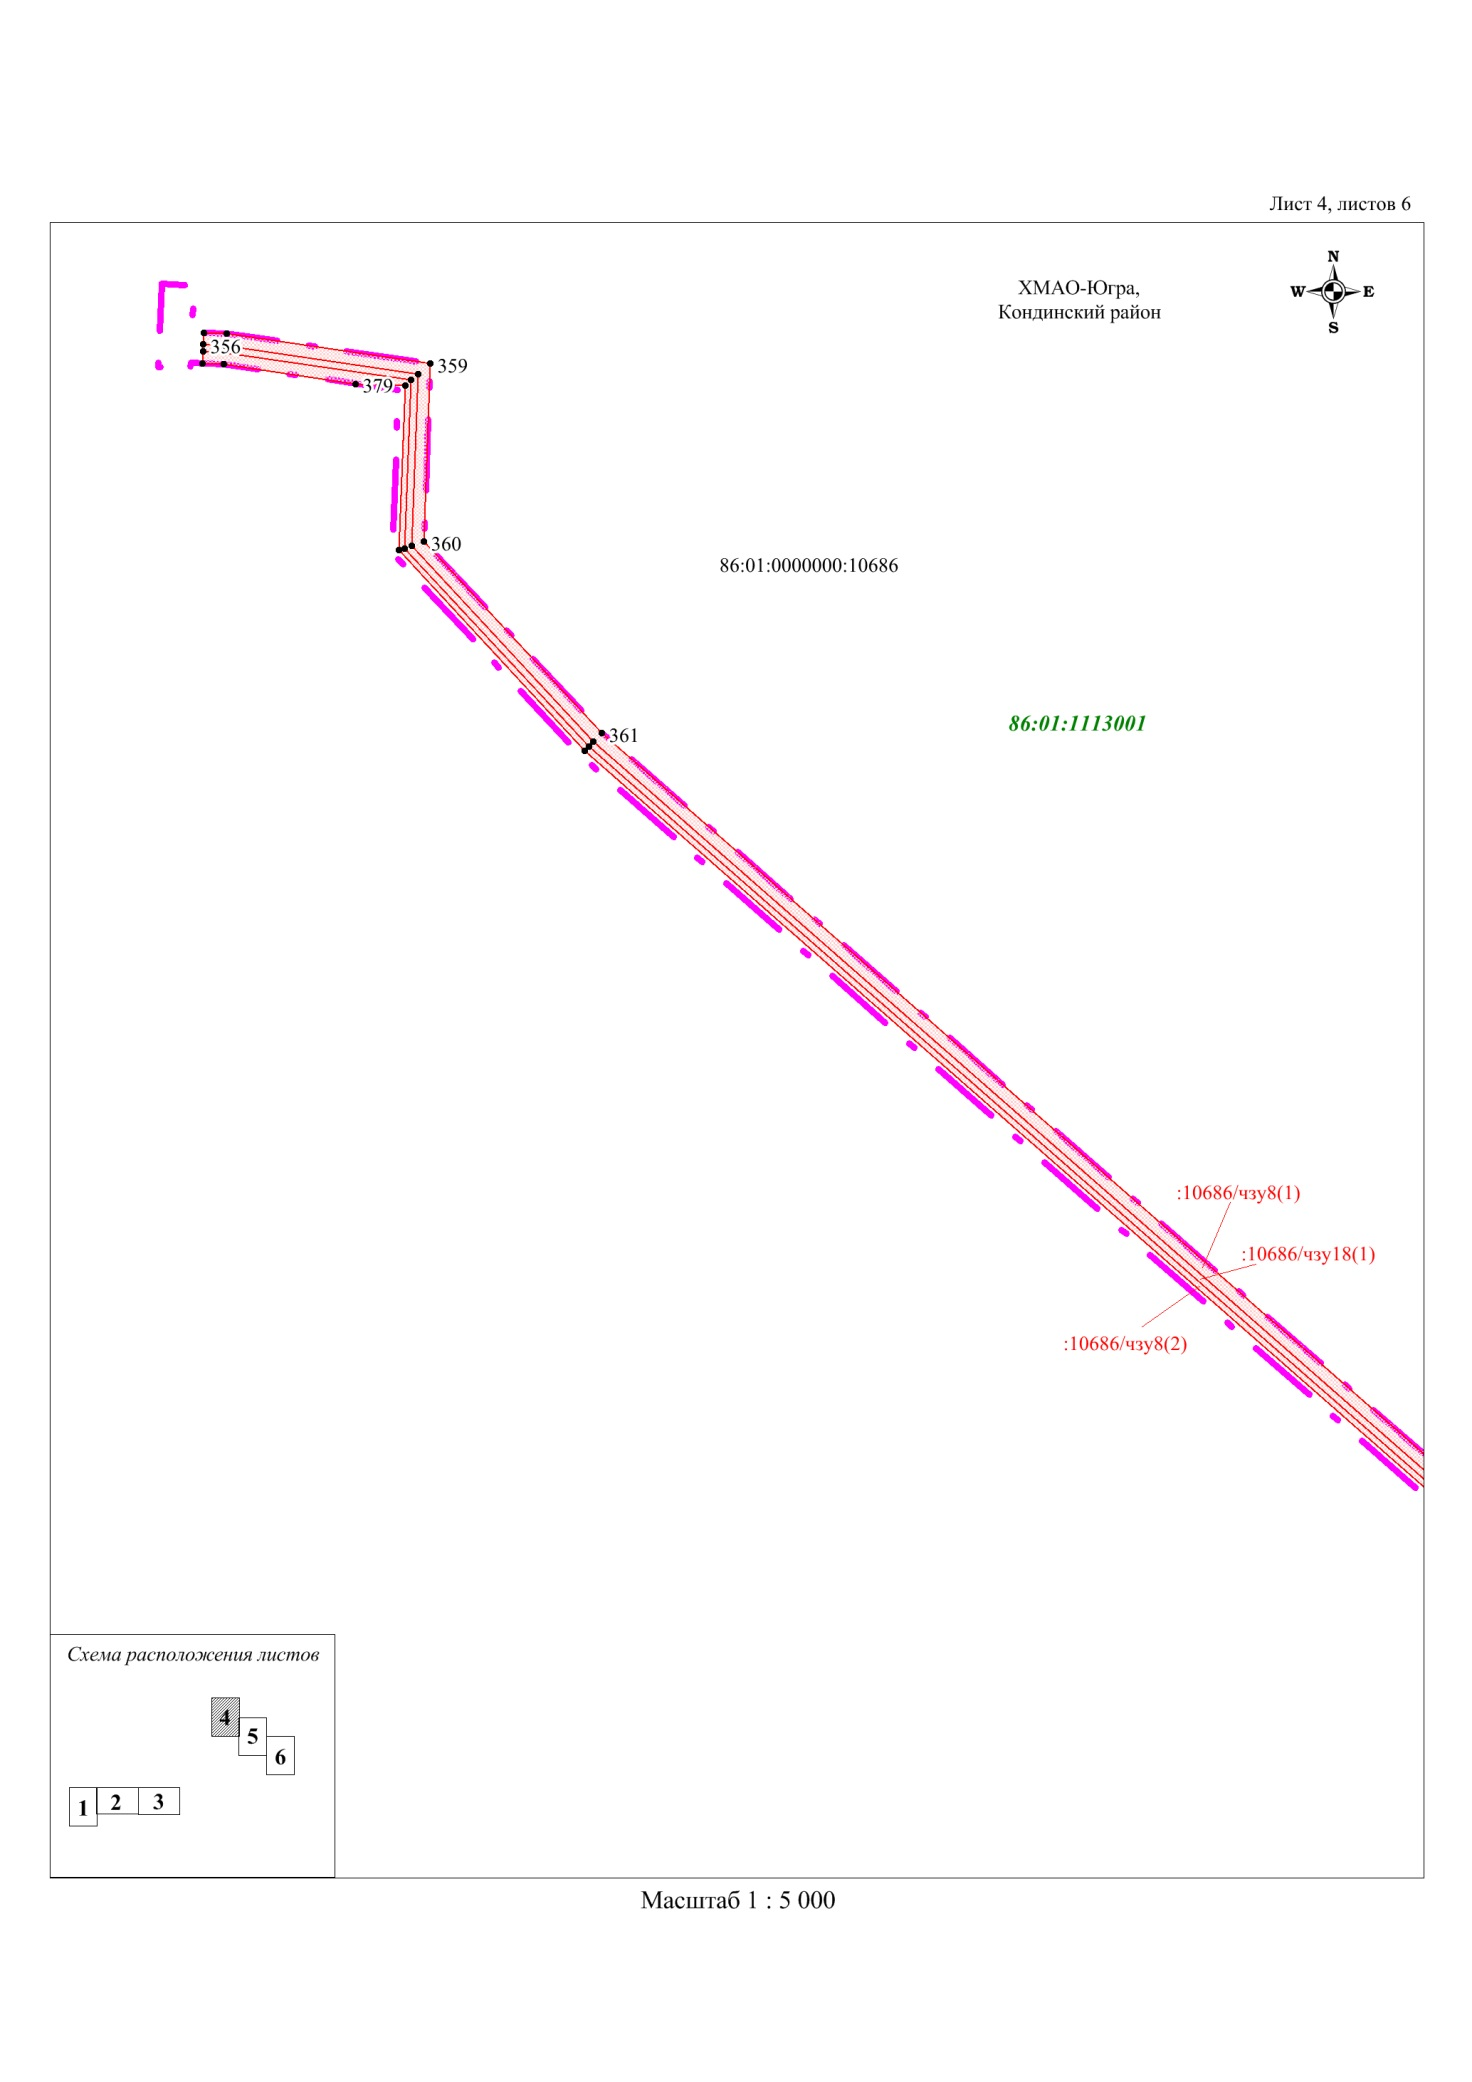 Лист 4, листов 6
ХМАО-Югра,
Кондинский район
N
W E
S
356
359
379
360
86:01:0000000:10686
86:01:1113001
361
:10686/чзу8(1)
:10686/чзу18(1)
:10686/чзу8(2)
Схема расположения листов
4
5
6
1 2 3
Масштаб 1 : 5 000